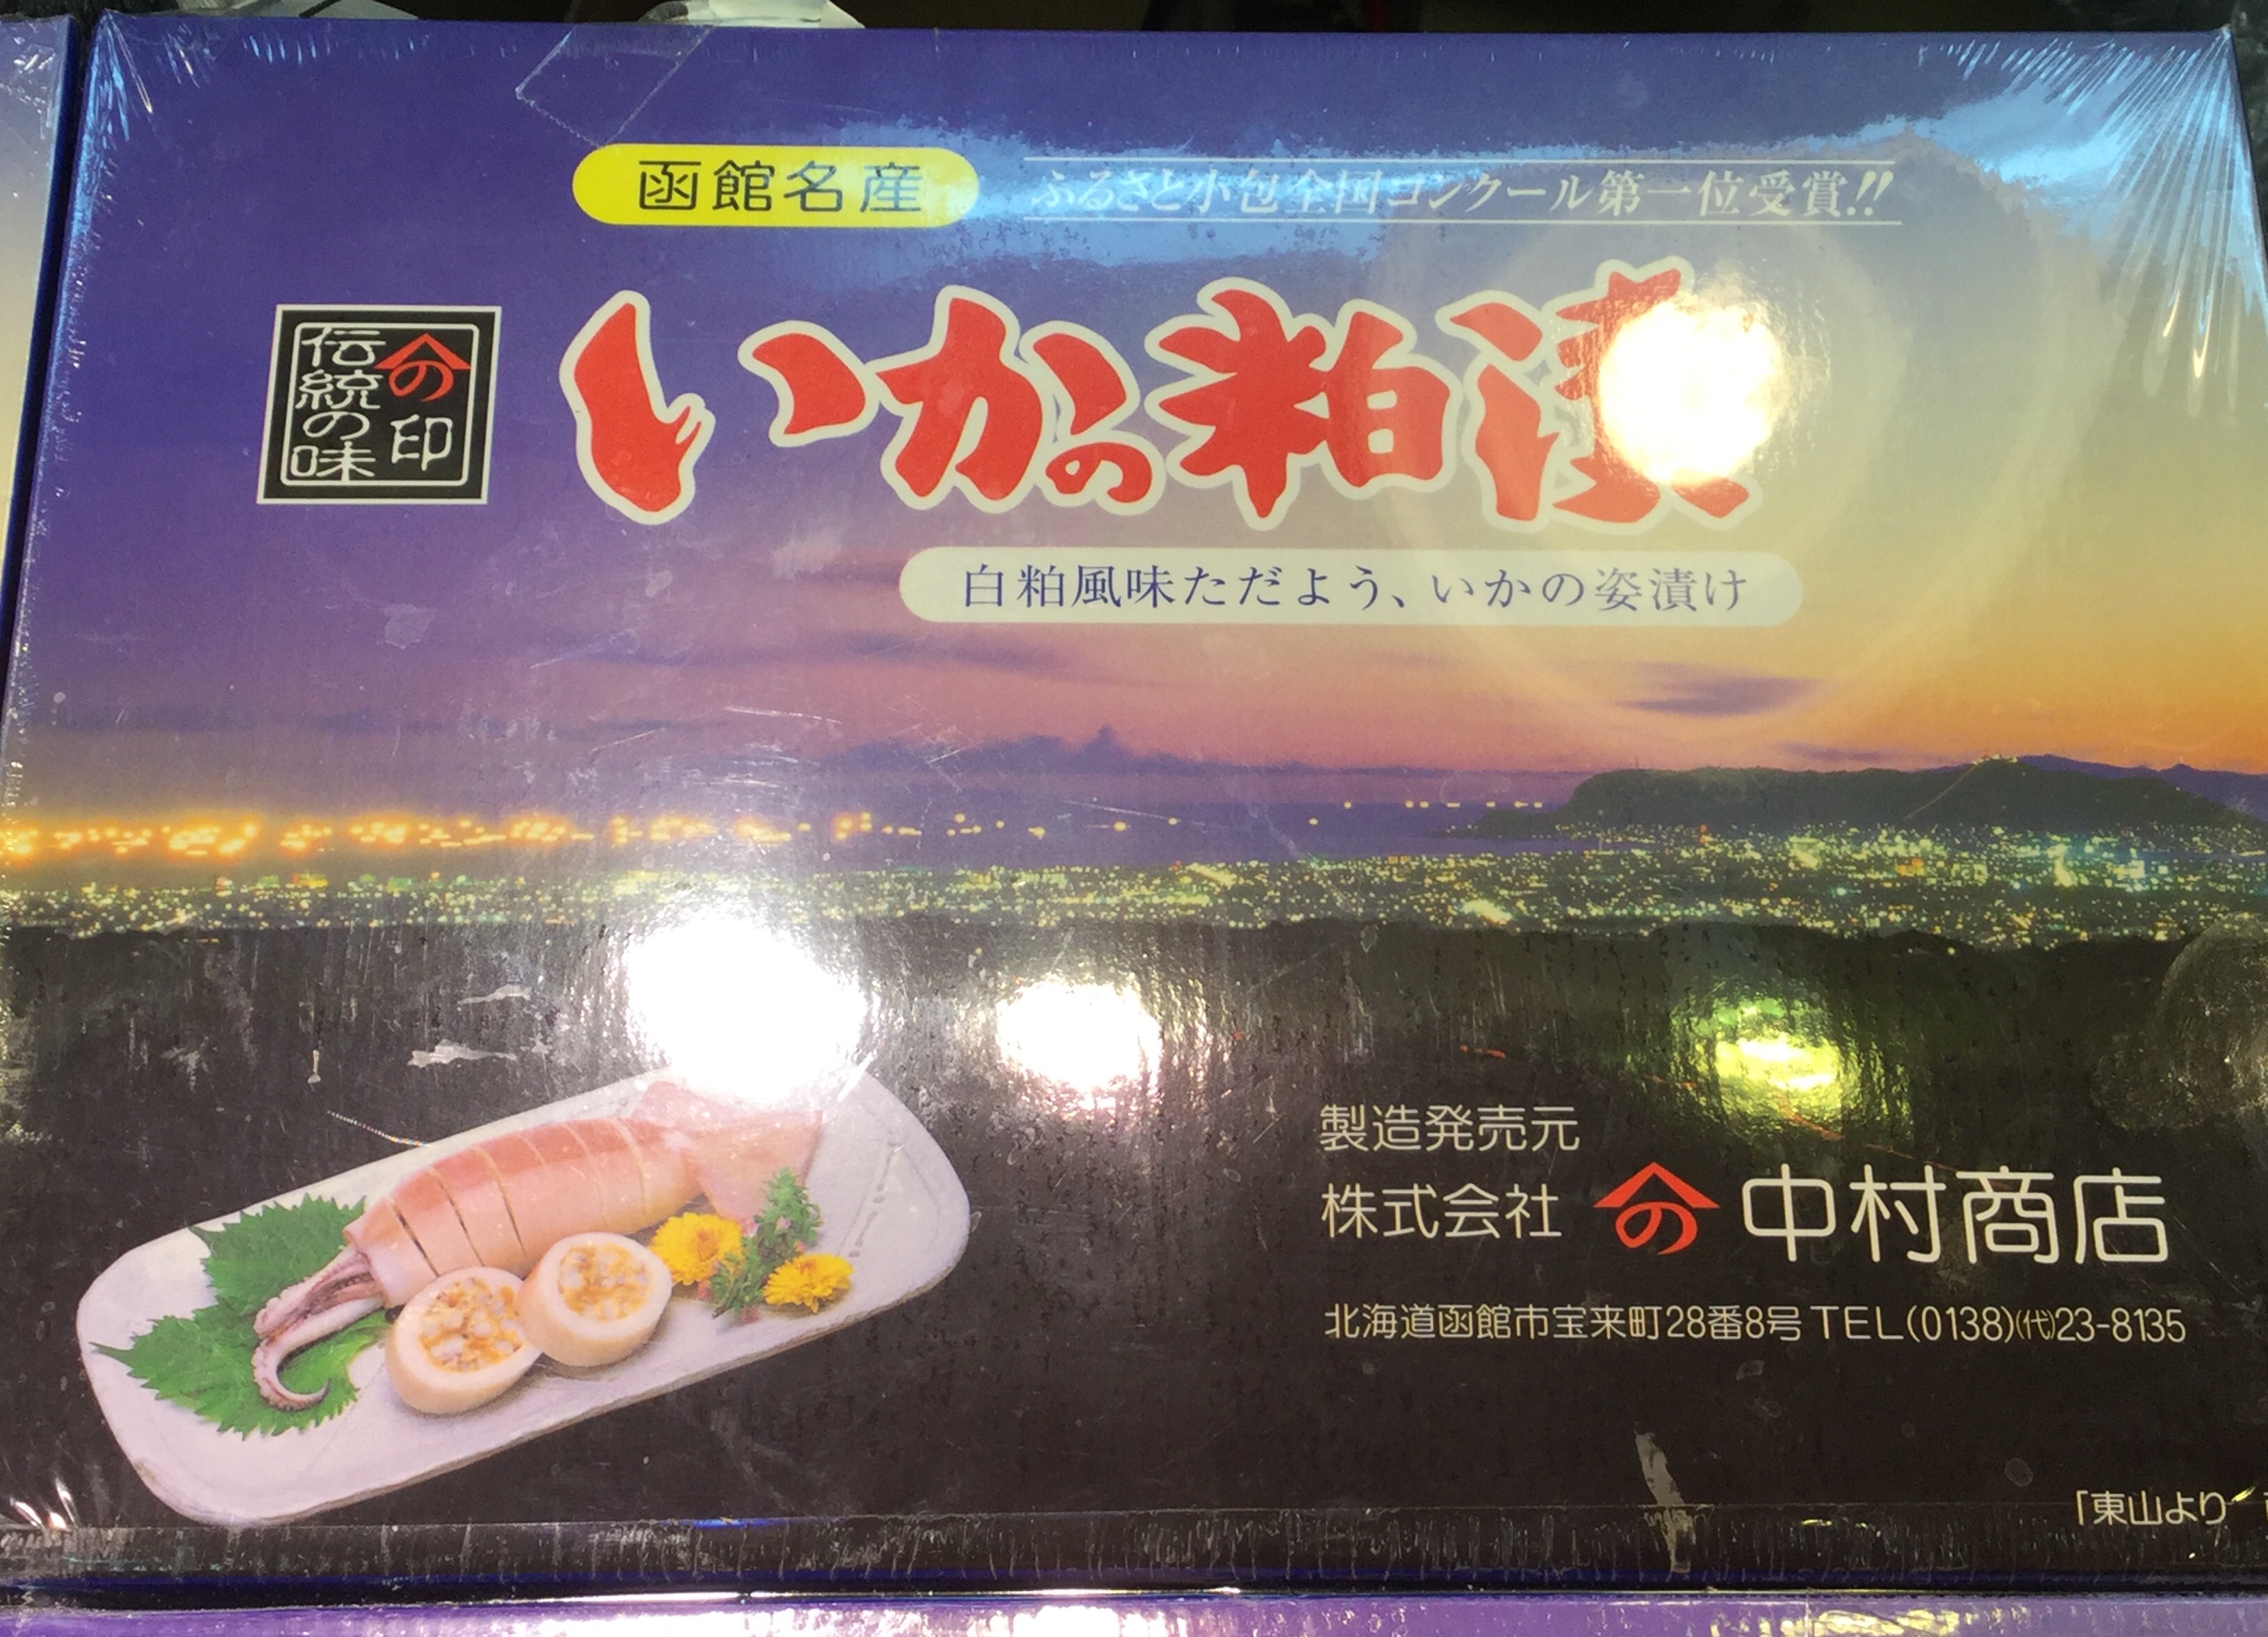 函館名産
ふるさと小包全国コンクール第一位受賞!!
の印
伝統の味
いかの粕漬
白粕風味ただよう、いかの姿漬け
製造発売元
株式会社 の 中村商店
北海道函館市宝来町28番8号 TEL(0138)(代)23-8135
「東山より